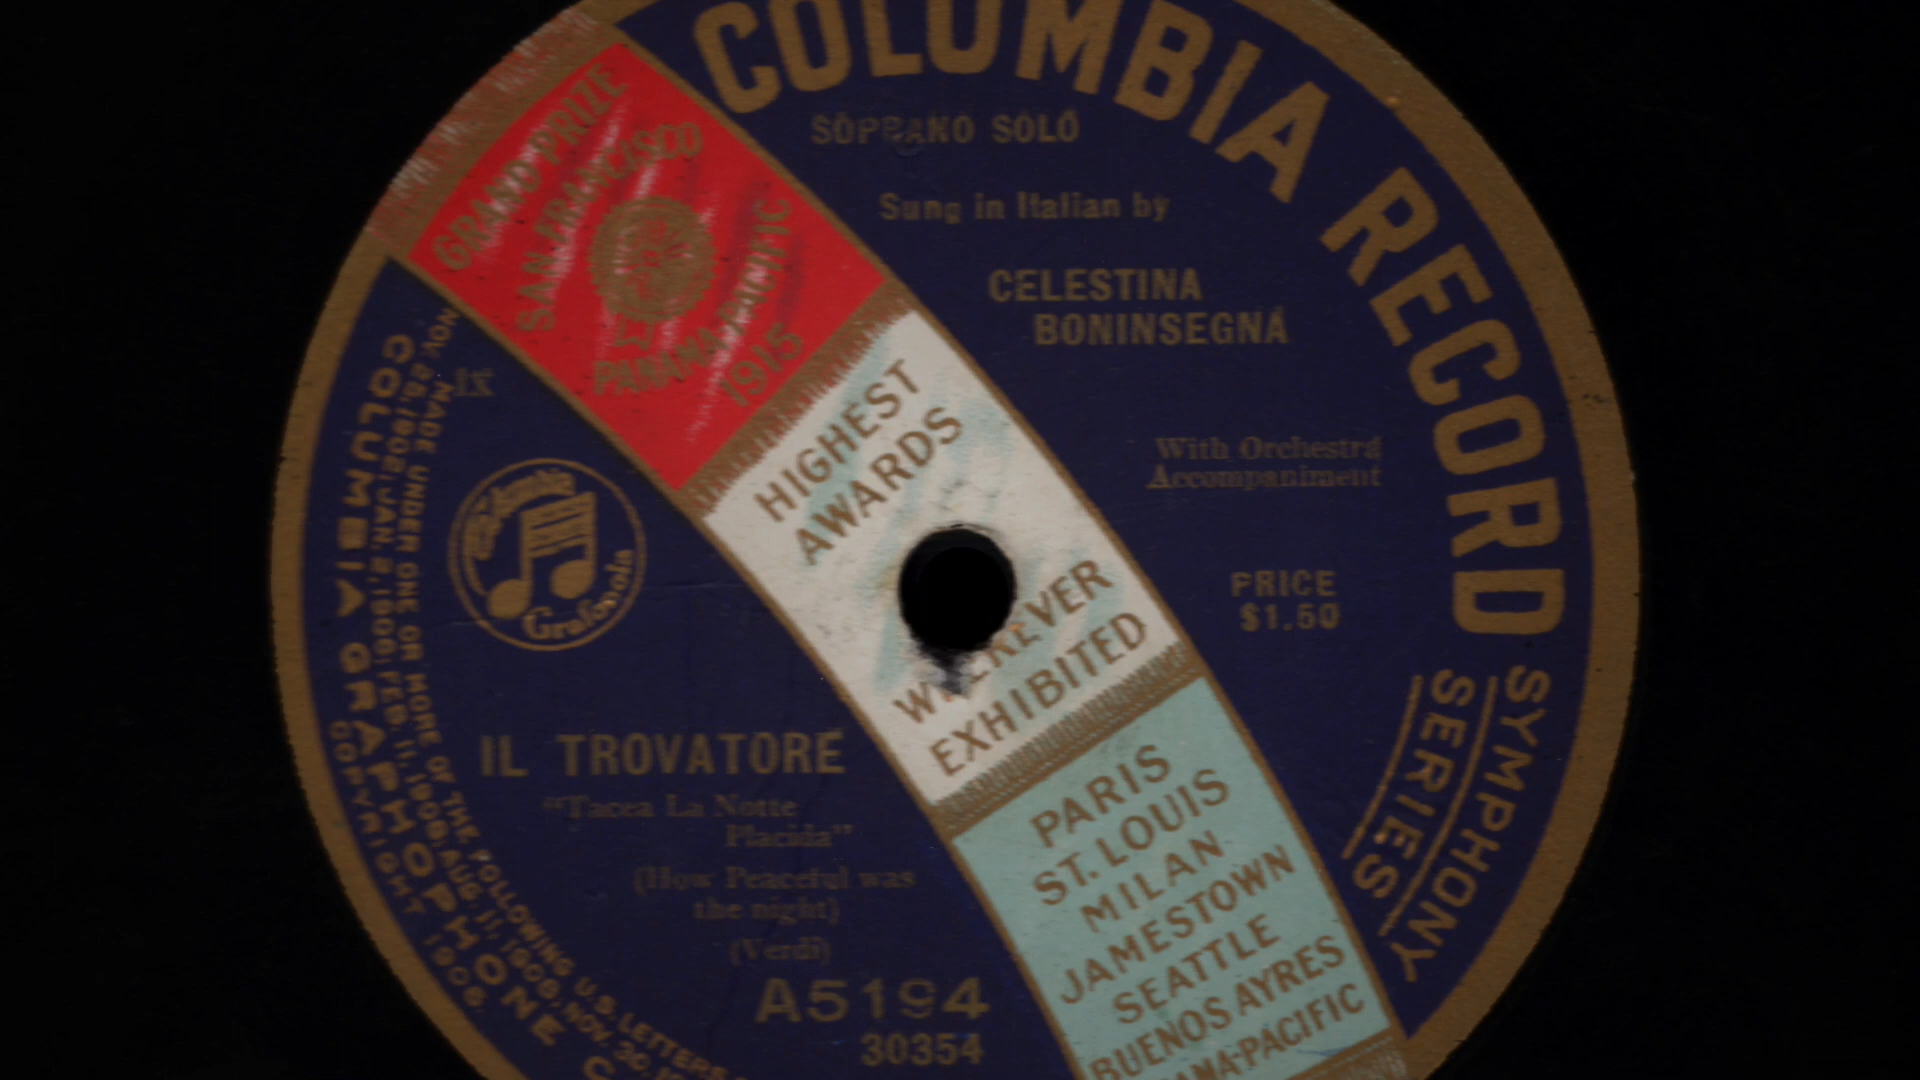 COLUMBIA RECORD
SYMPHONY
SERIES
SOPRANO SOLO
Sung in Italian by
CELESTINA
BONINSEGNA
With Orchestra
Accompaniment
PRICE
$1.50
GRAND PRIZE
SAN FRANCISCO
PANAMA-PACIFIC
1915
HIGHEST
AWARDS
WHEREVER
EXHIBITED
PARIS
ST. LOUIS
MILAN
JAMESTOWN
SEATTLE
BUENOS AYRES
Columbia
Grafonola
IL TROVATORE
"Tacea La Notte
Placida"
(How Peaceful was
the night)
(Verdi)
A5194
30354
MADE UNDER ONE OR MORE OF THE FOLLOWING U.S. LETTERS
COLUMBIA GRAPHOPHONE
COPYRIGHT 1908.